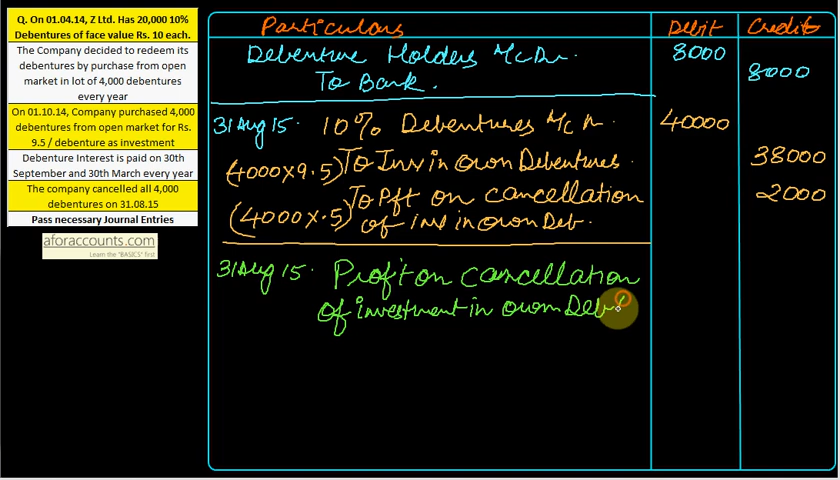 Q. On 01.04.14, Z Ltd. Has 20,000 10%
Debentures of face value Rs. 10 each.
The Company decided to redeem its
debentures by purchase from open
market in lot of 4,000 debentures
every year
On 01.10.14, Company purchased 4,000
debentures from open market for Rs.
9.5 / debenture as investment
Debenture Interest is paid on 30th
September and 30th March every year
The company cancelled all 4,000
debentures on 31.08.15
Pass necessary Journal Entries
aforaccounts.com
Learn the "BASICS" first
Particulars Debit Credit
Debenture Holders A/c Dr. 8000
To Bank. 8000
31 Aug 15. 10% Debentures A/c Dr. 40000
(4000x9.5) To Inv in own Debentures. 38000
(4000x.5) To Pft on cancellation 2000
of inv in own Deb.
31 Aug 15. Profit on Cancellation
of investment in own Deb